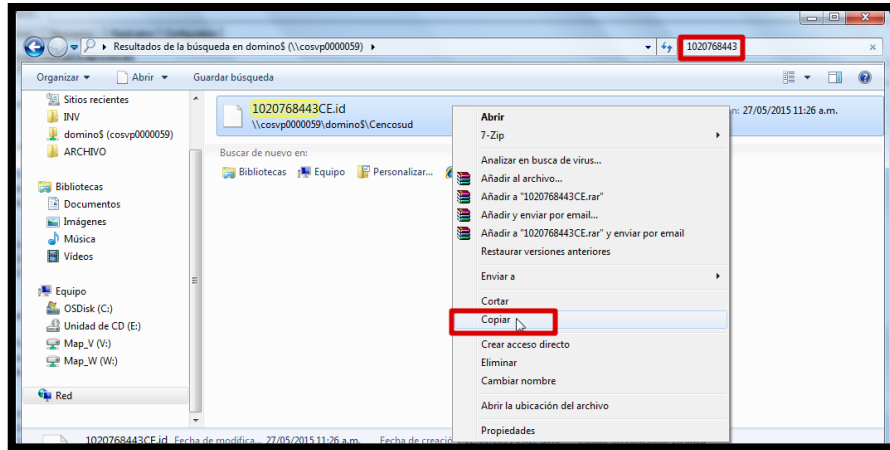 Resultados de la búsqueda en domino$ (\\cosvp0000059)
1020768443
Organizar
Abrir
Guardar búsqueda
Sitios recientes
INV
domino$ (cosvp0000059)
ARCHIVO
Bibliotecas
Documentos
Imágenes
Música
Vídeos
Equipo
OSDisk (C:)
Unidad de CD (E:)
Map_V (V:)
Map_W (W:)
Red
1020768443CE.id
\\cosvp0000059\domino$\Cencosud
27/05/2015 11:26 a.m.
Buscar de nuevo en:
Bibliotecas Equipo Personalizar...
Abrir
7-Zip
Analizar en busca de virus...
Añadir al archivo...
Añadir a "1020768443CE.rar"
Añadir y enviar por email...
Añadir a "1020768443CE.rar" y enviar por email
Restaurar versiones anteriores
Enviar a
Cortar
Copiar
Crear acceso directo
Eliminar
Cambiar nombre
Abrir la ubicación del archivo
Propiedades
1020768443CE.id Fecha de modifica... 27/05/2015 11:26 a.m. Fecha de creació